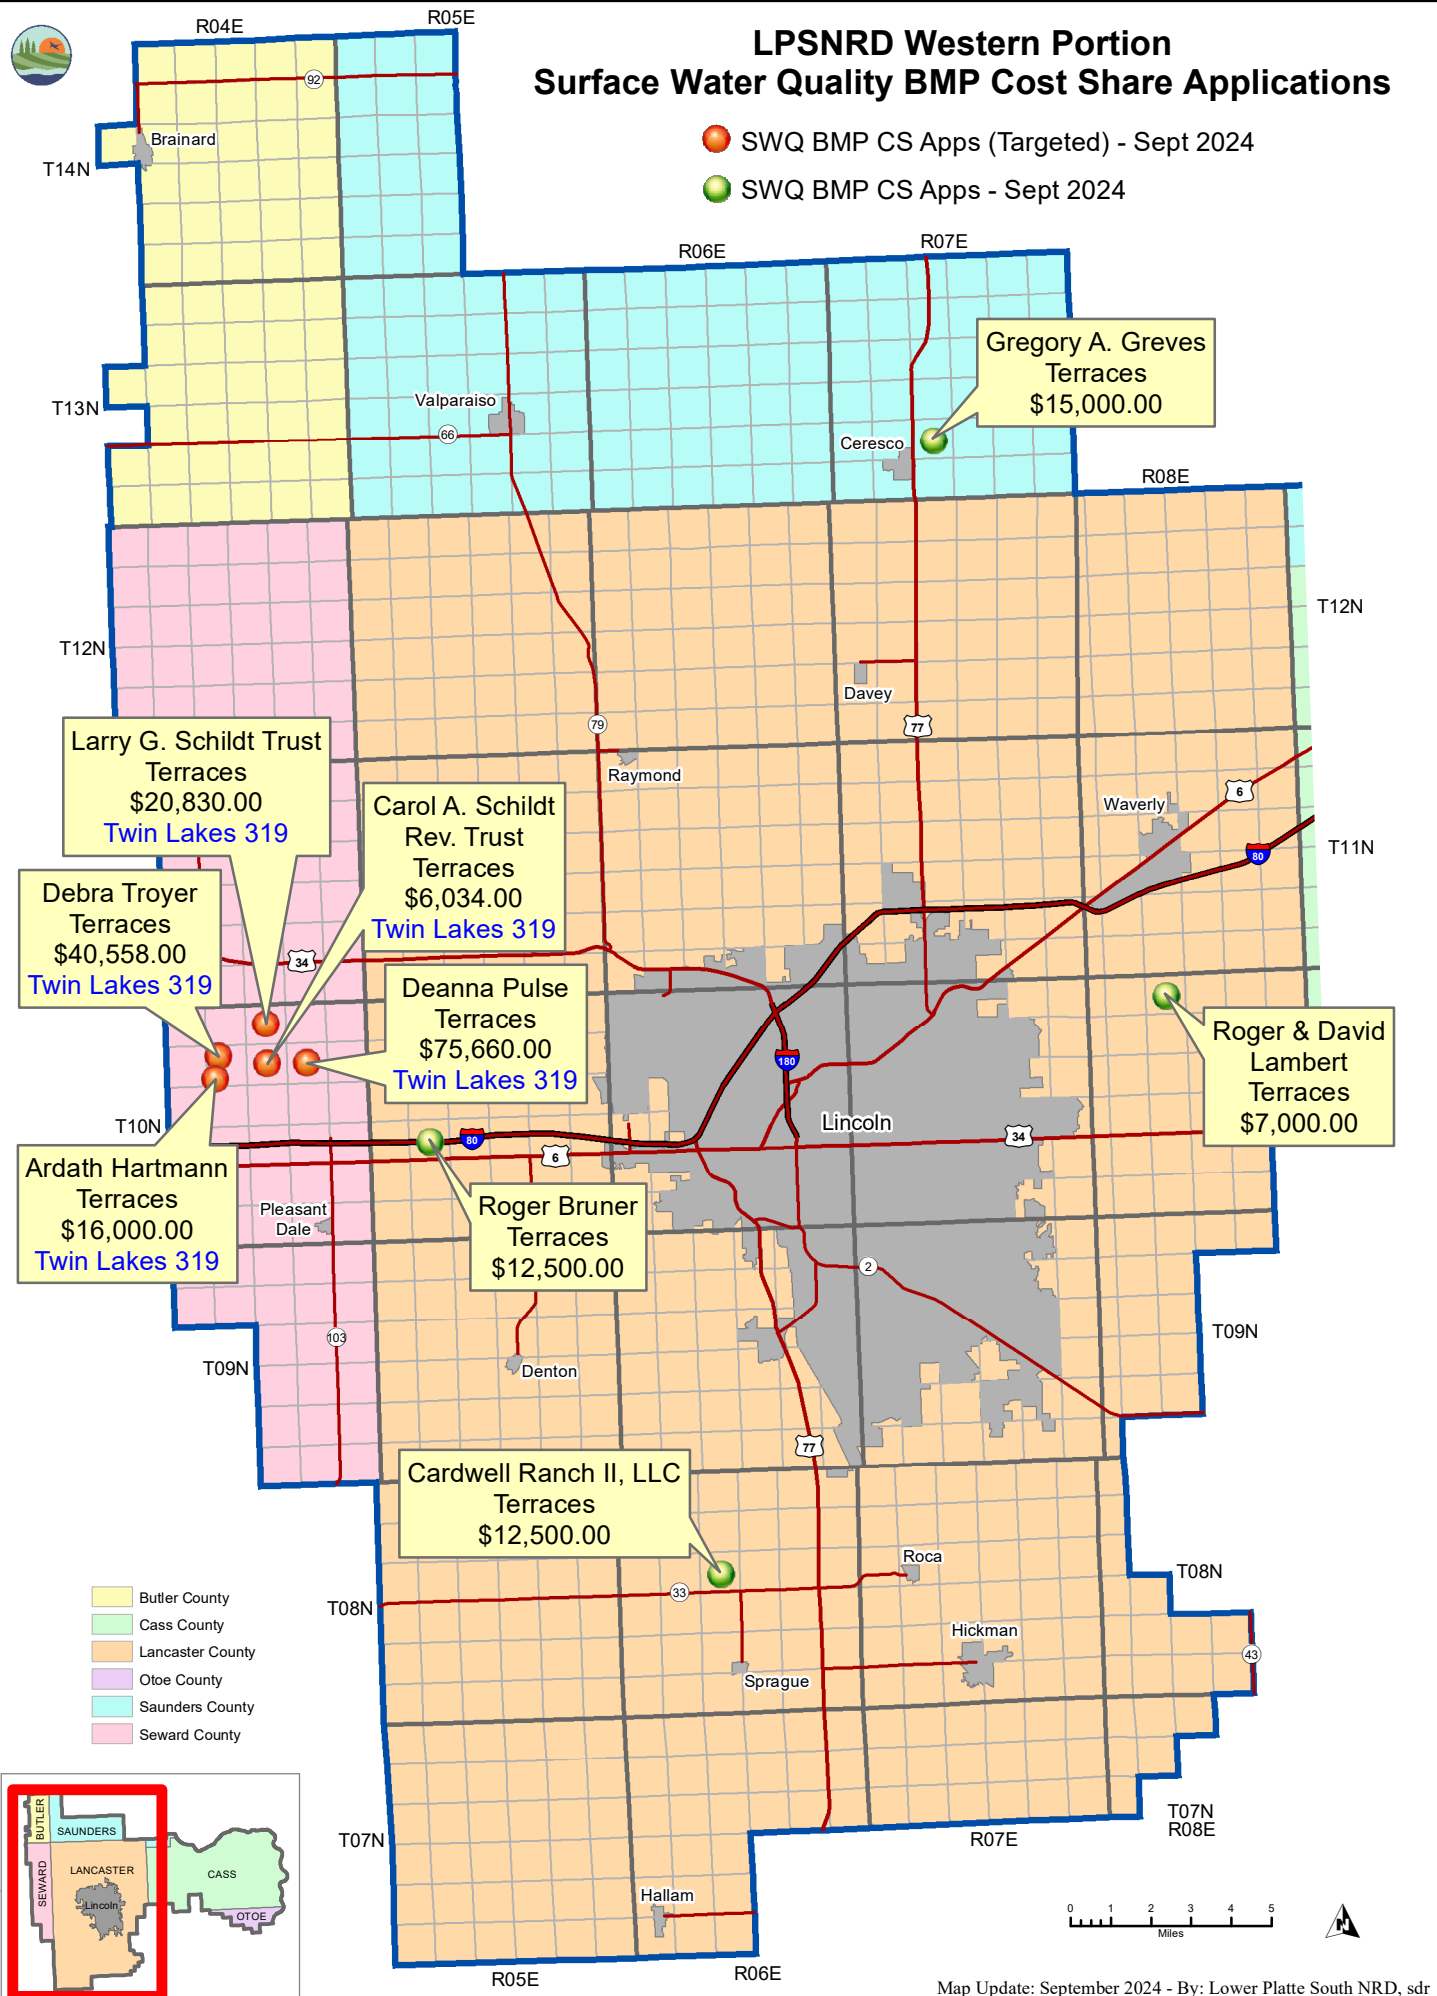 LPSNRD Western Portion
Surface Water Quality BMP Cost Share Applications
SWQ BMP CS Apps (Targeted) - Sept 2024
SWQ BMP CS Apps - Sept 2024
R04E
R05E
92
Brainard
T14N
R06E
R07E
Gregory A. Greves
Terraces
$15,000.00
T13N
Valparaiso
66
Ceresco
R08E
T12N
T12N
Davey
79
77
Raymond
Larry G. Schildt Trust
Terraces
$20,830.00
Twin Lakes 319
Carol A. Schildt
Rev. Trust
Terraces
$6,034.00
Twin Lakes 319
6
Waverly
80
T11N
Debra Troyer
Terraces
$40,558.00
Twin Lakes 319
34
Deanna Pulse
Terraces
$75,660.00
Twin Lakes 319
Roger & David
Lambert
Terraces
$7,000.00
180
Lincoln
34
T10N
80
6
Ardath Hartmann
Terraces
$16,000.00
Twin Lakes 319
Pleasant
Dale
Roger Bruner
Terraces
$12,500.00
2
103
T09N
T09N
Denton
77
Cardwell Ranch II, LLC
Terraces
$12,500.00
Roca
T08N
33
T08N
Hickman
43
Sprague
Butler County
Cass County
Lancaster County
Otoe County
Saunders County
Seward County
T07N
R07E
T07N
R08E
Hallam
R05E
R06E
BUTLER
SAUNDERS
SEWARD
LANCASTER
Lincoln
CASS
OTOE
0 1 2 3 4 5
Miles
N
Map Update: September 2024 - By: Lower Platte South NRD, sdr